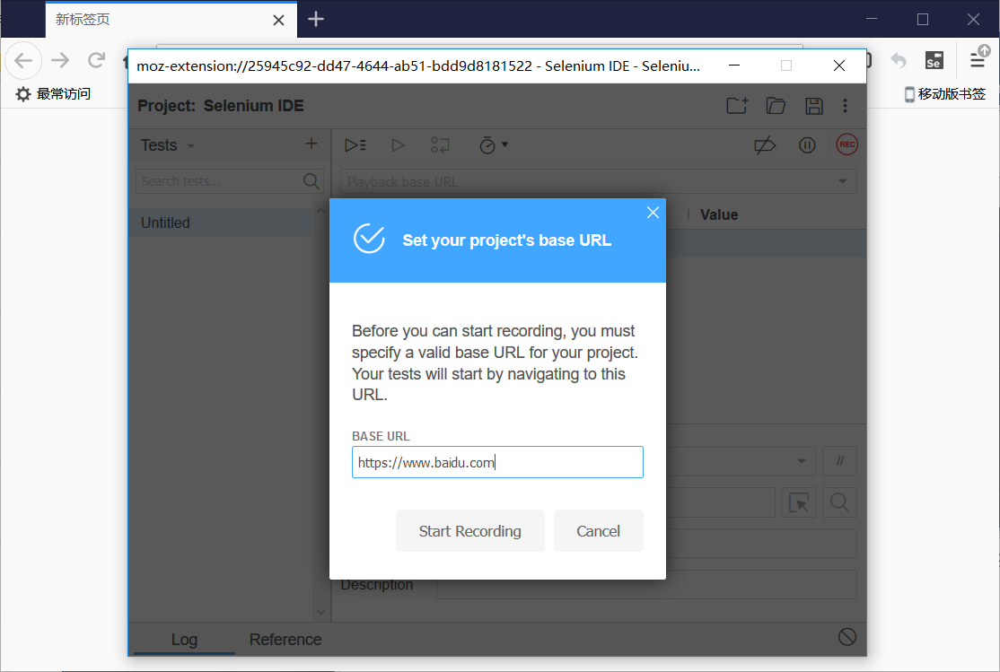 新标签页
moz-extension://25945c92-dd47-4644-ab51-bdd9d8181522 - Selenium IDE - Seleniu...
Se
最常访问
移动版书签
Project: Selenium IDE
Tests
REC
Search tests...
Playback base URL
Untitled
Value
Set your project's base URL
Before you can start recording, you must
specify a valid base URL for your project.
Your tests will start by navigating to this
URL.
BASE URL
https://www.baidu.com
//
Start Recording
Cancel
Description
Log
Reference